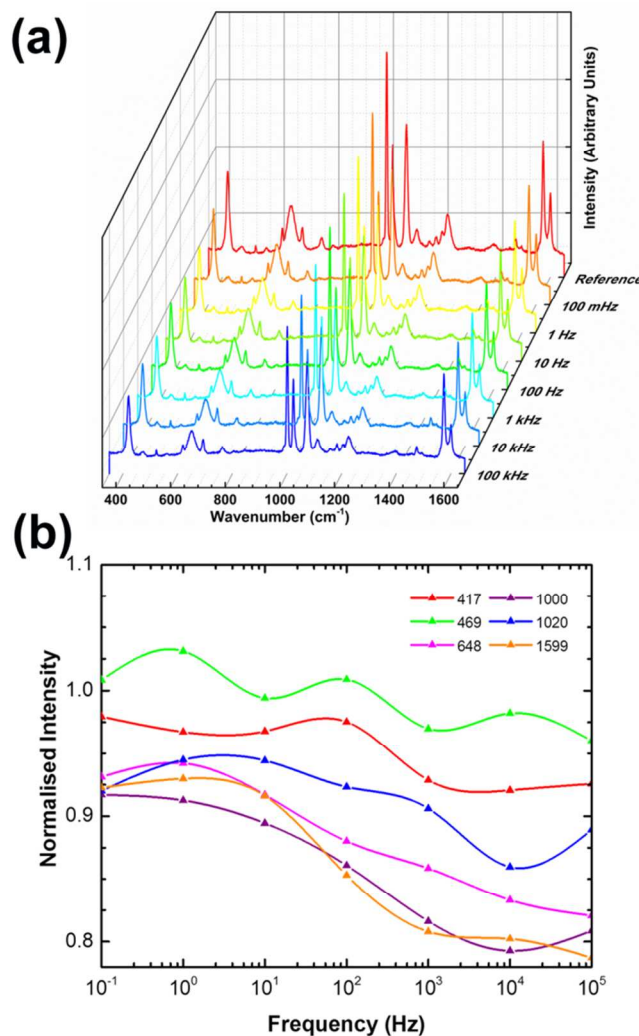 (a)
Intensity (Arbitrary Units)
Reference
100 mHz
1 Hz
10 Hz
100 Hz
1 kHz
10 kHz
100 kHz
400 600 800 1000 1200 1400 1600
Wavenumber (cm⁻¹)
(b)
1.1
1.0
0.9
0.8
Normalised Intensity
417 1000
469 1020
648 1599
10⁻¹ 10⁰ 10¹ 10² 10³ 10⁴ 10⁵
Frequency (Hz)